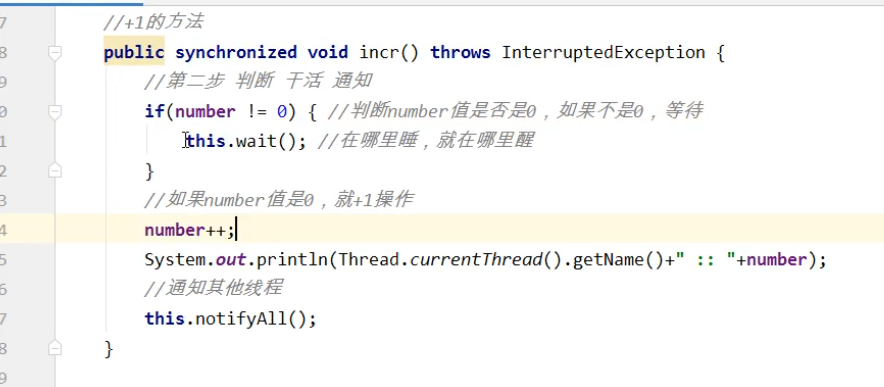 7 //+1的方法
8 public synchronized void incr() throws InterruptedException {
9 //第二步 判断 干活 通知
0 if(number != 0) { //判断number值是否是0，如果不是0，等待
1 this.wait(); //在哪里睡，就在哪里醒
2 }
3 //如果number值是0，就+1操作
4 number++;
5 System.out.println(Thread.currentThread().getName()+" :: "+number);
6 //通知其他线程
7 this.notifyAll();
8 }
9